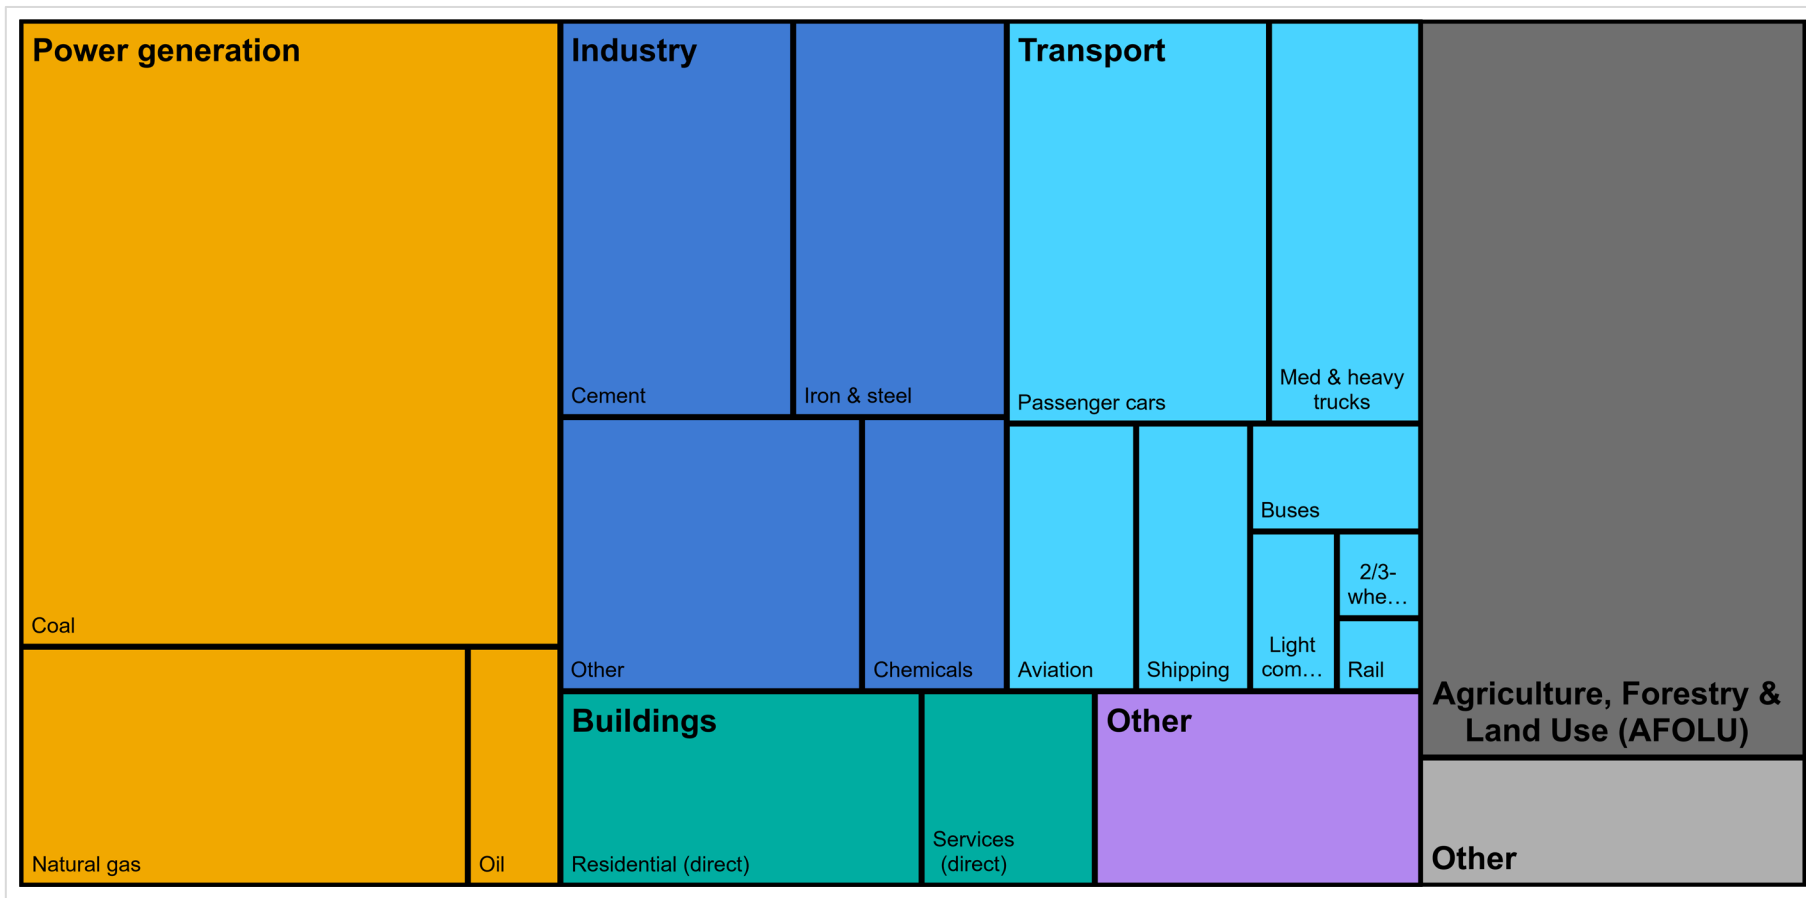 Power generation
Coal
Natural gas
Oil
Industry
Cement
Iron & steel
Other
Chemicals
Transport
Passenger cars
Med & heavy
trucks
Aviation
Shipping
Buses
Light
com…
2/3-
whe…
Rail
Buildings
Residential (direct)
Services
(direct)
Other
Agriculture, Forestry &
Land Use (AFOLU)
Other